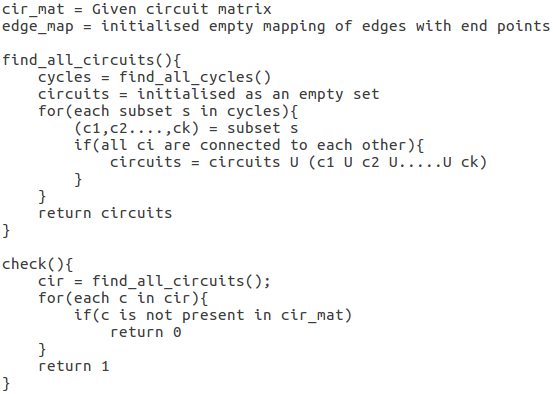 cir_mat = Given circuit matrix
edge_map = initialised empty mapping of edges with end points
find_all_circuits(){
    cycles = find_all_cycles()
    circuits = initialised as an empty set
    for(each subset s in cycles){
        (c1,c2....,ck) = subset s
        if(all ci are connected to each other){
            circuits = circuits U (c1 U c2 U.....U ck)
        }
    }
    return circuits
}
check(){
    cir = find_all_circuits();
    for(each c in cir){
        if(c is not present in cir_mat)
            return 0
    }
    return 1
}